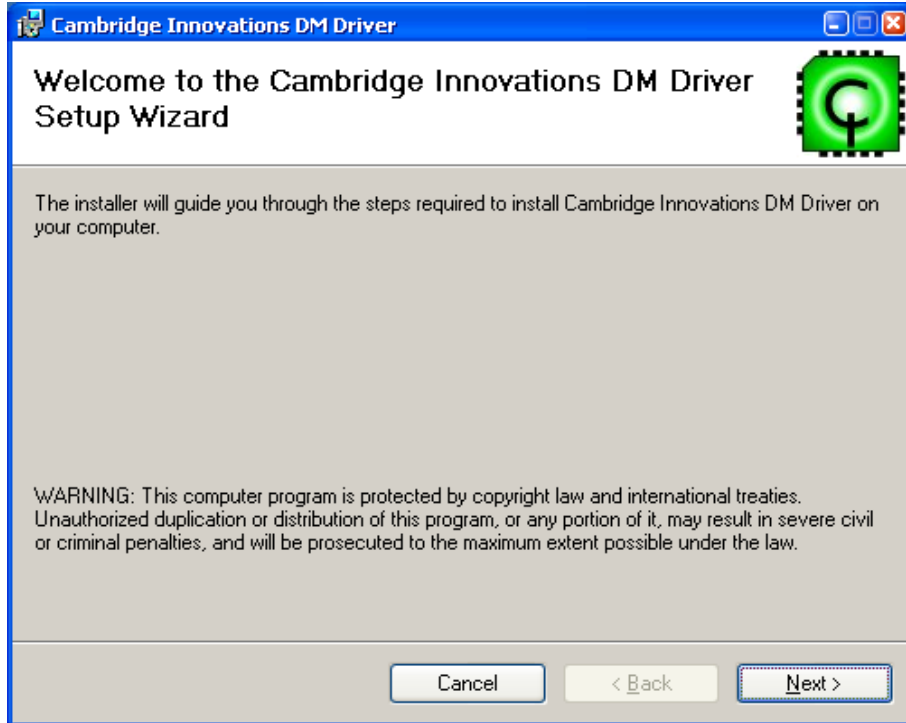 Cambridge Innovations DM Driver
Welcome to the Cambridge Innovations DM Driver
Setup Wizard
The installer will guide you through the steps required to install Cambridge Innovations DM Driver on
your computer.
WARNING: This computer program is protected by copyright law and international treaties.
Unauthorized duplication or distribution of this program, or any portion of it, may result in severe civil
or criminal penalties, and will be prosecuted to the maximum extent possible under the law.
Cancel
< Back
Next >